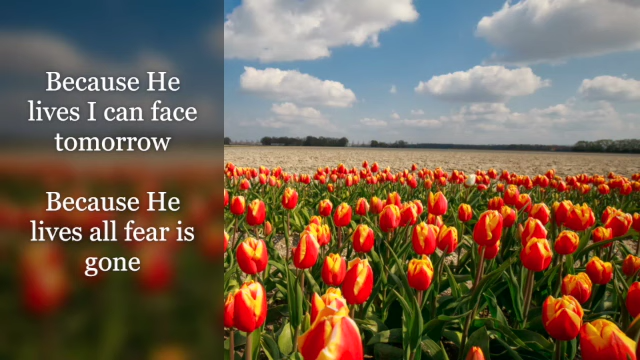 Because He
lives I can face
tomorrow
Because He
lives all fear is
gone